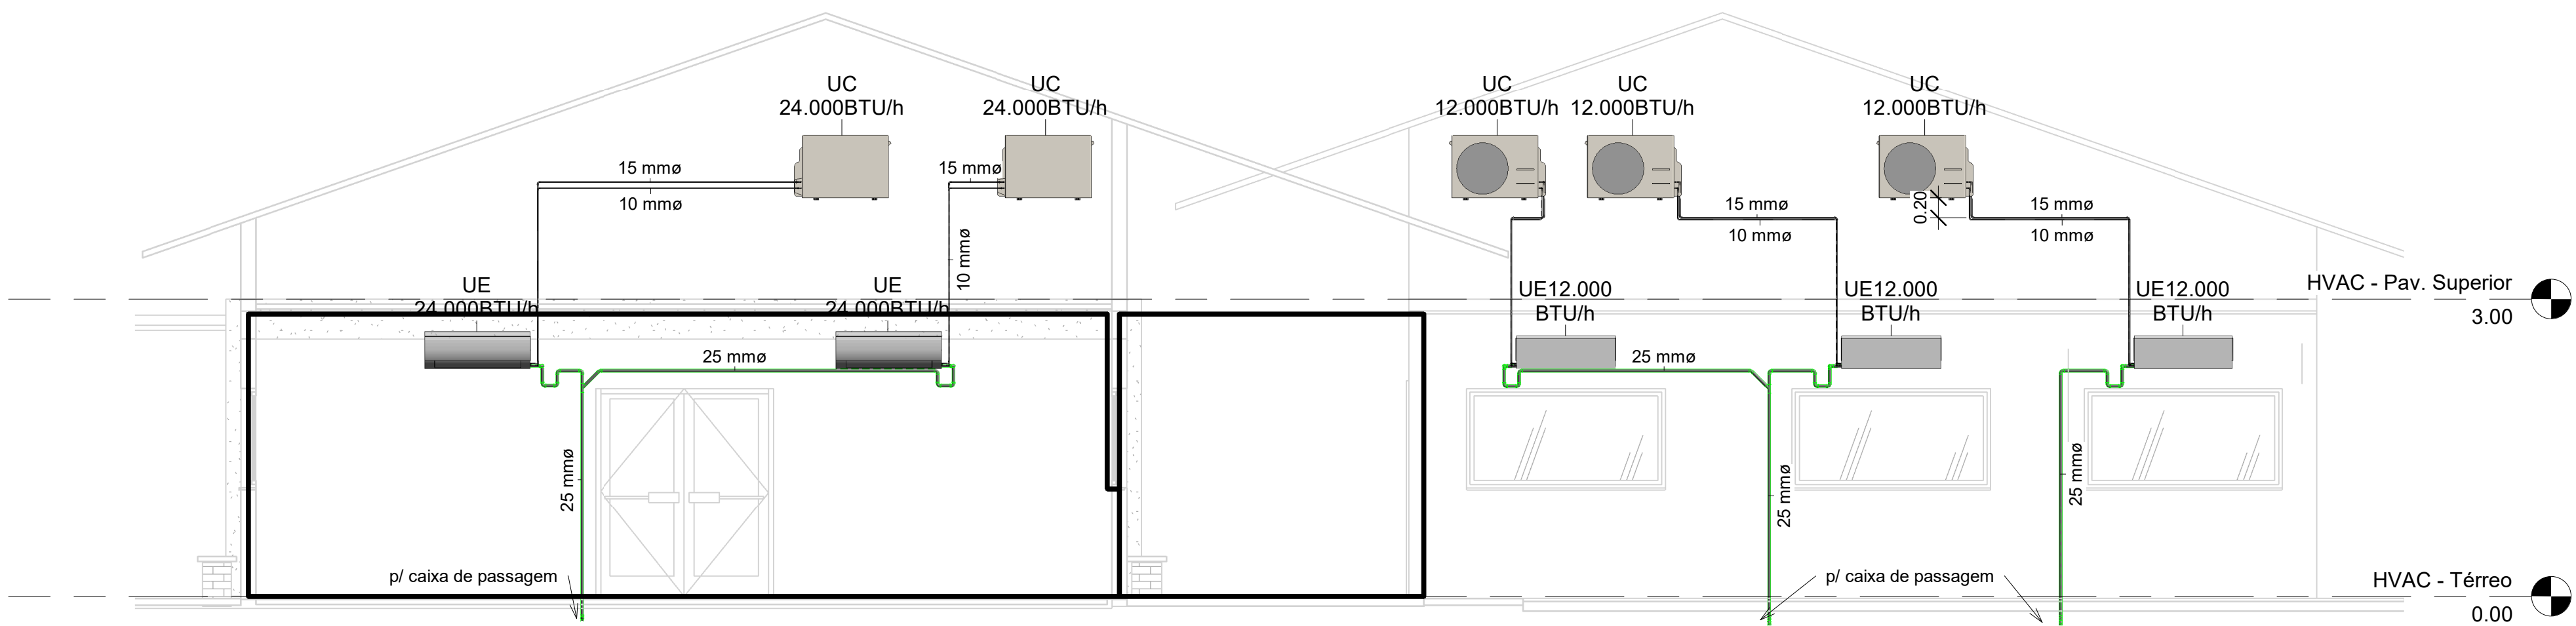 UC
24.000BTU/h
UC
24.000BTU/h
UC
12.000BTU/h
UC
12.000BTU/h
UC
12.000BTU/h
15 mmø
10 mmø
15 mmø
10 mmø
15 mmø
10 mmø
0.20
15 mmø
10 mmø
UE
24.000BTU/h
UE
24.000BTU/h
UE12.000
BTU/h
UE12.000
BTU/h
UE12.000
BTU/h
HVAC - Pav. Superior
3.00
25 mmø
25 mmø
25 mmø
25 mmø
25 mmø
p/ caixa de passagem
p/ caixa de passagem
HVAC - Térreo
0.00